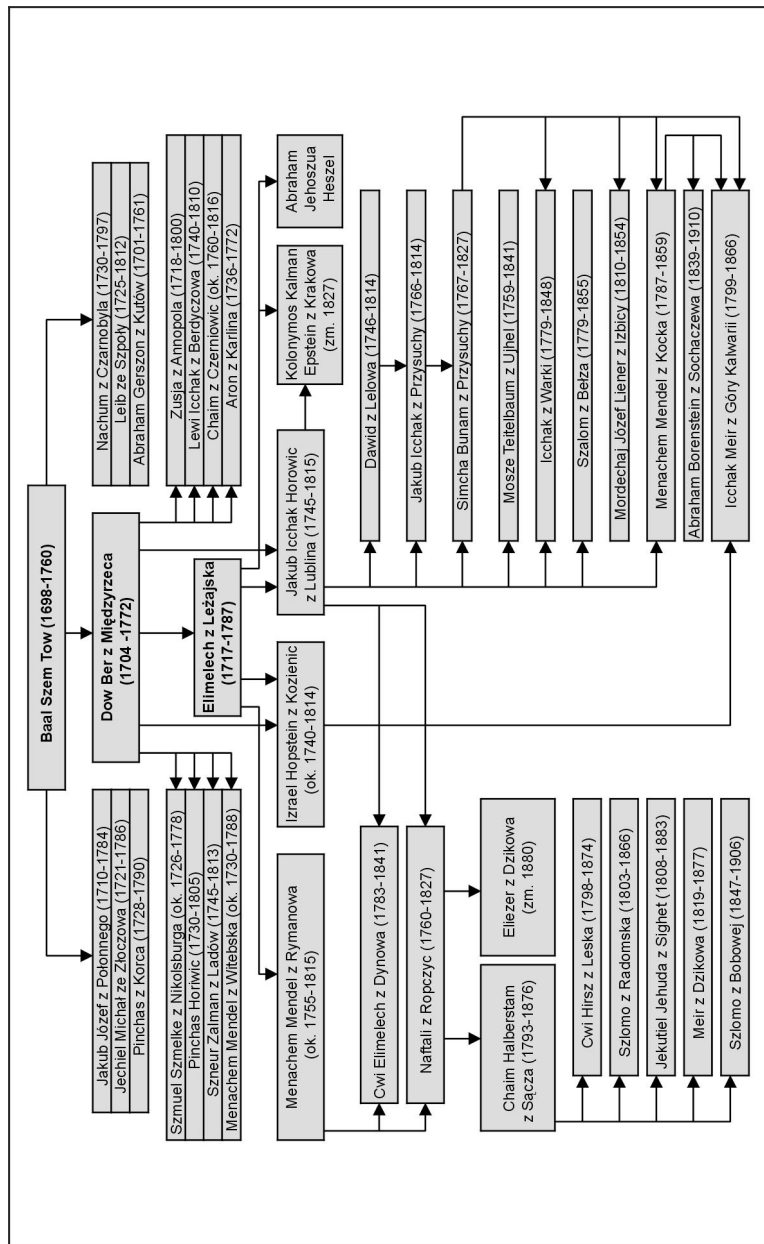 Baal Szem Tow (1698-1760)
Jakub Józef z Połonnego (1710-1784)
Jechiel Michał ze Złoczowa (1721-1786)
Pinchas z Korca (1728-1790)
Dow Ber z Międzyrzeca
(1704 -1772)
Nachum z Czarnobyla (1730-1797)
Leib ze Szpoły (1725-1812)
Abraham Gerszon z Kutów (1701-1761)
Szmuel Szmelke z Nikolsburga (ok. 1726-1778)
Pinchas Horiwic (1730-1805)
Szneur Zalman z Ladów (1745-1813)
Menachem Mendel z Witebska (ok. 1730-1788)
Elimelech z Leżajska
(1717-1787)
Zusja z Annopola (1718-1800)
Lewi Icchak z Berdyczowa (1740-1810)
Chaim z Czerniowic (ok. 1760-1816)
Aron z Karlina (1736-1772)
Menachem Mendel z Rymanowa
(ok. 1755-1815)
Izrael Hopstein z Kozienic
(ok. 1740-1814)
Jakub Icchak Horowic
z Lublina (1745-1815)
Kolonymos Kalman
Epstein z Krakowa
(zm. 1827)
Abraham
Jehoszua
Heszel
Cwi Elimelech z Dynowa (1783-1841)
Naftali z Ropczyc (1760-1827)
Chaim Halberstam
z Sącza (1793-1876)
Eliezer z Dzikowa
(zm. 1880)
Cwi Hirsz z Leska (1798-1874)
Szlomo z Radomska (1803-1866)
Jekutiel Jehuda z Sighet (1808-1883)
Meir z Dzikowa (1819-1877)
Szlomo z Bobowej (1847-1906)
Dawid z Lelowa (1746-1814)
Jakub Icchak z Przysuchy (1766-1814)
Simcha Bunam z Przysuchy (1767-1827)
Mosze Teitelbaum z Ujhel (1759-1841)
Icchak z Warki (1779-1848)
Szalom z Bełza (1779-1855)
Mordechaj Józef Liener z Izbicy (1810-1854)
Menachem Mendel z Kocka (1787-1859)
Abraham Borenstein z Sochaczewa (1839-1910)
Icchak Meir z Góry Kalwarii (1799-1866)